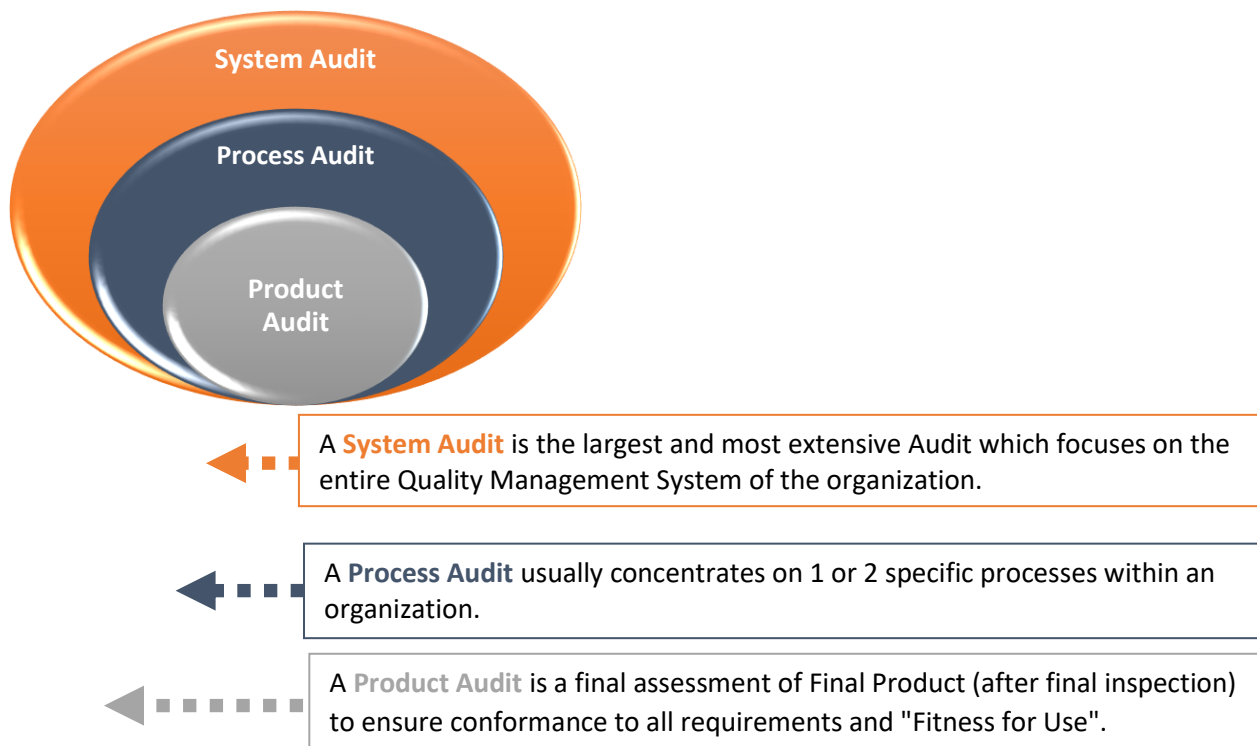 System Audit
Process Audit
Product
Audit
A System Audit is the largest and most extensive Audit which focuses on the
entire Quality Management System of the organization.
A Process Audit usually concentrates on 1 or 2 specific processes within an
organization.
A Product Audit is a final assessment of Final Product (after final inspection)
to ensure conformance to all requirements and "Fitness for Use".